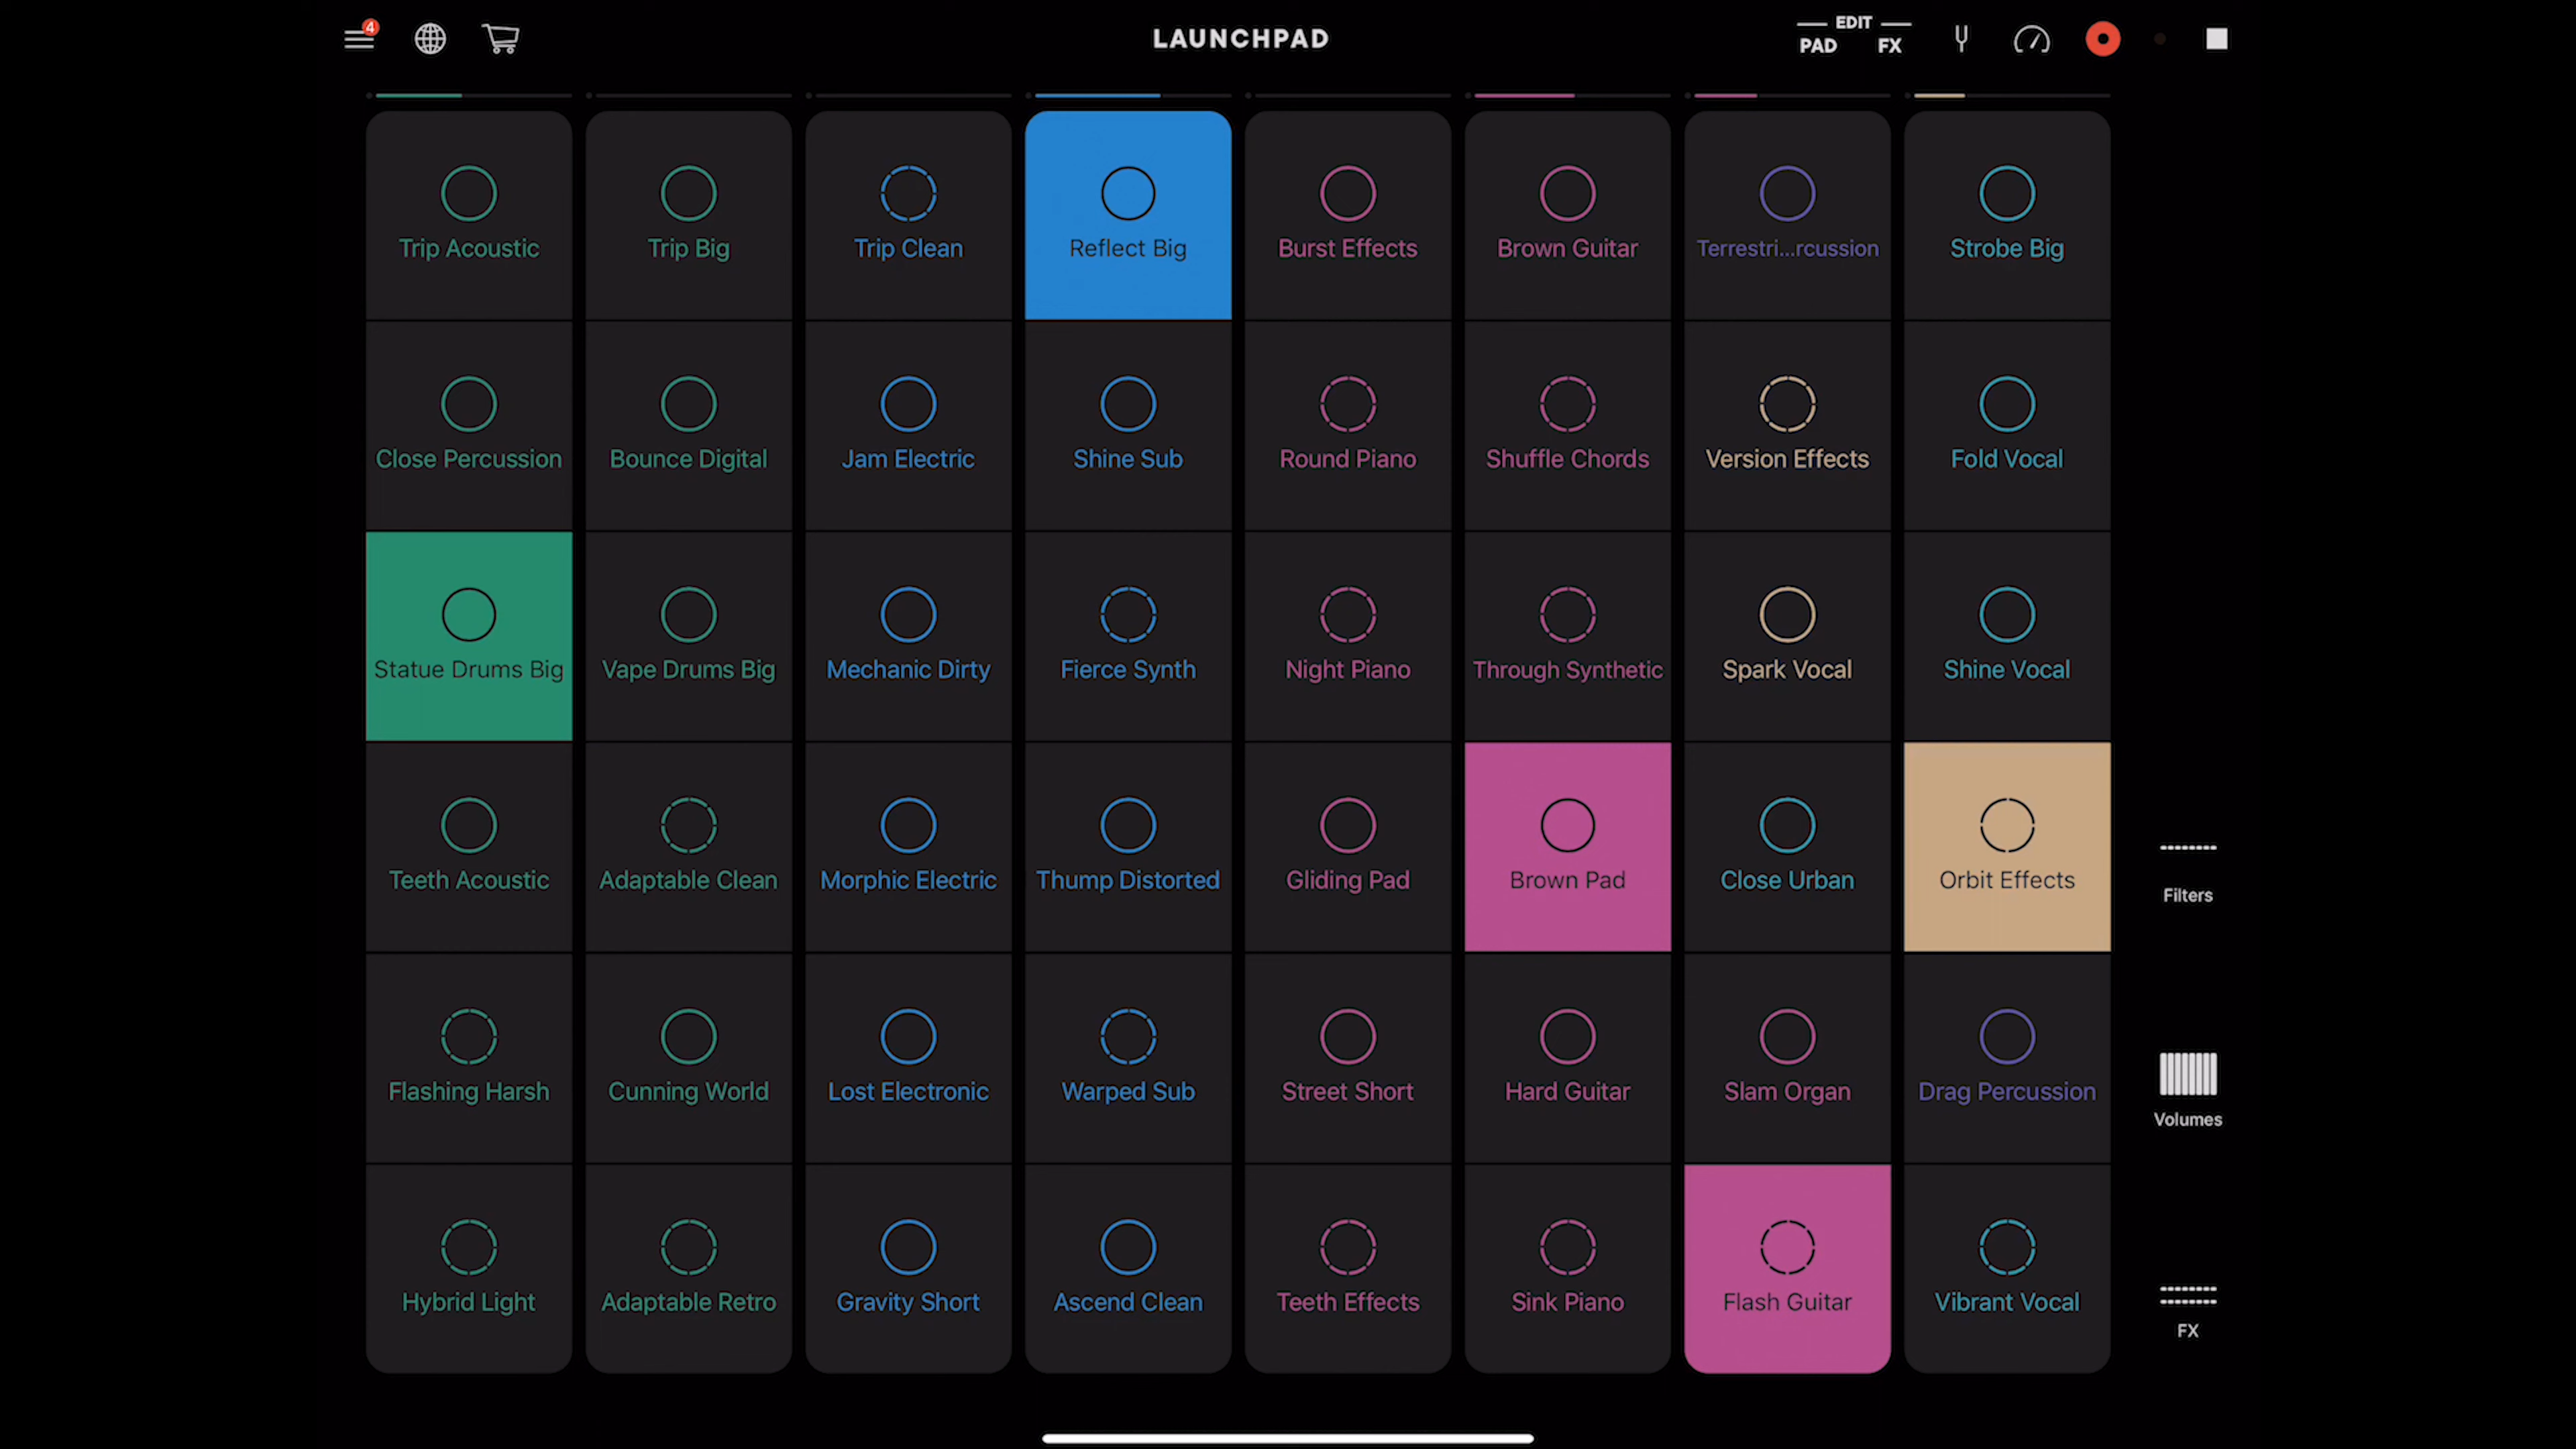 4
LAUNCHPAD
EDIT
PAD FX
Trip Acoustic
Trip Big
Trip Clean
Reflect Big
Burst Effects
Brown Guitar
Terrestri...rcussion
Strobe Big
Close Percussion
Bounce Digital
Jam Electric
Shine Sub
Round Piano
Shuffle Chords
Version Effects
Fold Vocal
Statue Drums Big
Vape Drums Big
Mechanic Dirty
Fierce Synth
Night Piano
Through Synthetic
Spark Vocal
Shine Vocal
Teeth Acoustic
Adaptable Clean
Morphic Electric
Thump Distorted
Gliding Pad
Brown Pad
Close Urban
Orbit Effects
Filters
Flashing Harsh
Cunning World
Lost Electronic
Warped Sub
Street Short
Hard Guitar
Slam Organ
Drag Percussion
Volumes
Hybrid Light
Adaptable Retro
Gravity Short
Ascend Clean
Teeth Effects
Sink Piano
Flash Guitar
Vibrant Vocal
FX